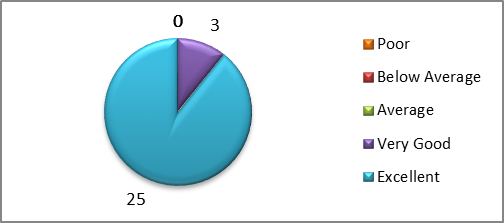 0
3
25
Poor
Below Average
Average
Very Good
Excellent